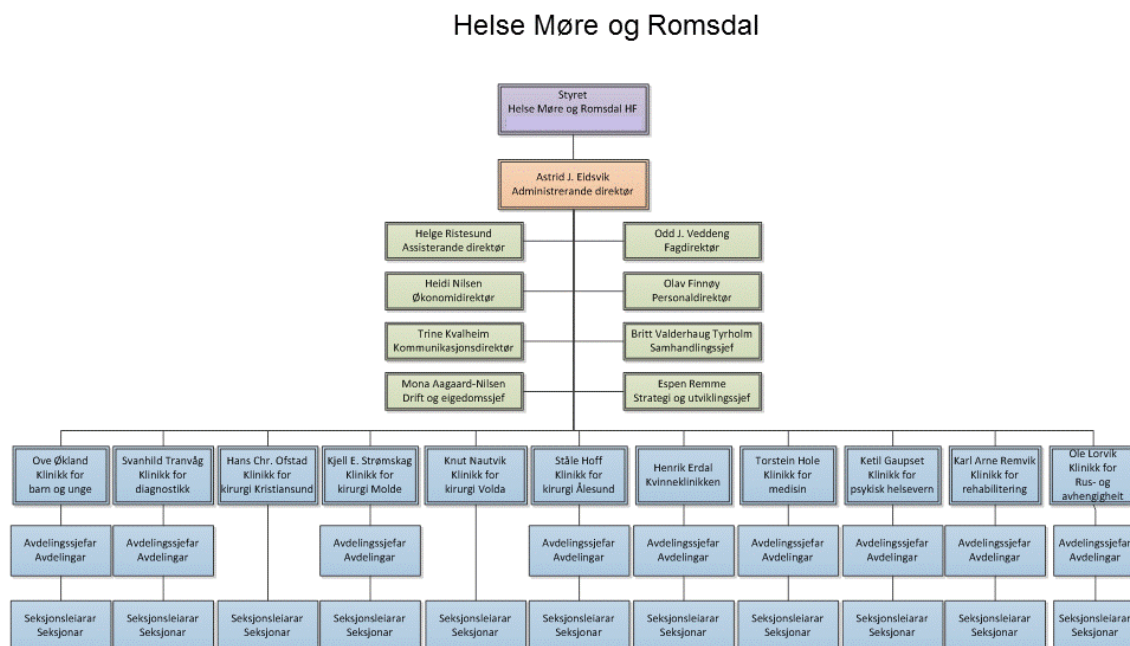 Helse Møre og Romsdal
Styret
Helse Møre og Romsdal HF
Astrid J. Eidsvik
Administrerande direktør
Helge Ristesund
Assisterande direktør
Odd J. Veddeng
Fagdirektør
Heidi Nilsen
Økonomidirektør
Olav Finnøy
Personaldirektør
Trine Kvalheim
Kommunikasjonsdirektør
Britt Valderhaug Tyrholm
Samhandlingssjef
Mona Aagaard-Nilsen
Drift og eigedomssjef
Espen Remme
Strategi og utviklingssjef
Ove Økland
Klinikk for
barn og unge
Svanhild Tranvåg
Klinikk for
diagnostikk
Hans Chr. Ofstad
Klinikk for
kirurgi Kristiansund
Kjell E. Strømskag
Klinikk for
kirurgi Molde
Knut Nautvik
Klinikk for
kirurgi Volda
Ståle Hoff
Klinikk for
kirurgi Ålesund
Henrik Erdal
Kvinneklinikken
Torstein Hole
Klinikk for
medisin
Ketil Gaupset
Klinikk for
psykisk helsevern
Karl Arne Remvik
Klinikk for
rehabilitering
Ole Lorvik
Klinikk for
Rus- og
avhengigheit
Avdelingssjefar
Avdelingar
Avdelingssjefar
Avdelingar
Avdelingssjefar
Avdelingar
Avdelingssjefar
Avdelingar
Avdelingssjefar
Avdelingar
Avdelingssjefar
Avdelingar
Avdelingssjefar
Avdelingar
Avdelingssjefar
Avdelingar
Avdelingssjefar
Avdelingar
Seksjonsleiarar
Seksjonar
Seksjonsleiarar
Seksjonar
Seksjonsleiarar
Seksjonar
Seksjonsleiarar
Seksjonar
Seksjonsleiarar
Seksjonar
Seksjonsleiarar
Seksjonar
Seksjonsleiarar
Seksjonar
Seksjonsleiarar
Seksjonar
Seksjonsleiarar
Seksjonar
Seksjonsleiarar
Seksjonar
Seksjonsleiarar
Seksjonar